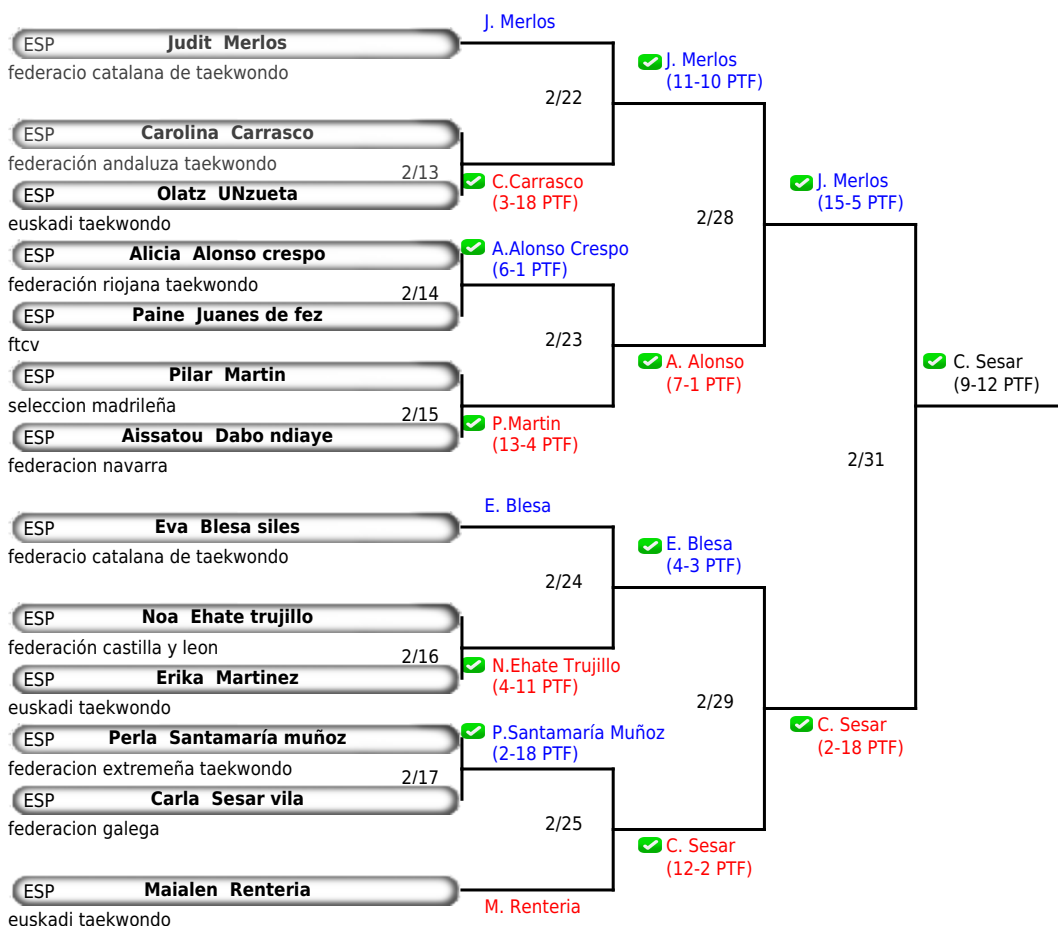 J. Merlos
ESP Judit Merlos
federacio catalana de taekwondo
J. Merlos
(11-10 PTF)
2/22
ESP Carolina Carrasco
federación andaluza taekwondo
2/13
C.Carrasco
(3-18 PTF)
ESP Olatz UNzueta
euskadi taekwondo
J. Merlos
(15-5 PTF)
2/28
ESP Alicia Alonso crespo
federación riojana taekwondo
A.Alonso Crespo
(6-1 PTF)
2/14
ESP Paine Juanes de fez
ftcv
2/23
A. Alonso
(7-1 PTF)
ESP Pilar Martin
seleccion madrileña
2/15
P.Martin
(13-4 PTF)
ESP Aissatou Dabo ndiaye
federacion navarra
C. Sesar
(9-12 PTF)
2/31
E. Blesa
ESP Eva Blesa siles
federacio catalana de taekwondo
E. Blesa
(4-3 PTF)
2/24
ESP Noa Ehate trujillo
federación castilla y leon
2/16
N.Ehate Trujillo
(4-11 PTF)
ESP Erika Martinez
euskadi taekwondo
2/29
C. Sesar
(2-18 PTF)
ESP Perla Santamaría muñoz
federacion extremeña taekwondo
P.Santamaría Muñoz
(2-18 PTF)
2/17
ESP Carla Sesar vila
federacion galega
2/25
C. Sesar
(12-2 PTF)
ESP Maialen Renteria
euskadi taekwondo
M. Renteria